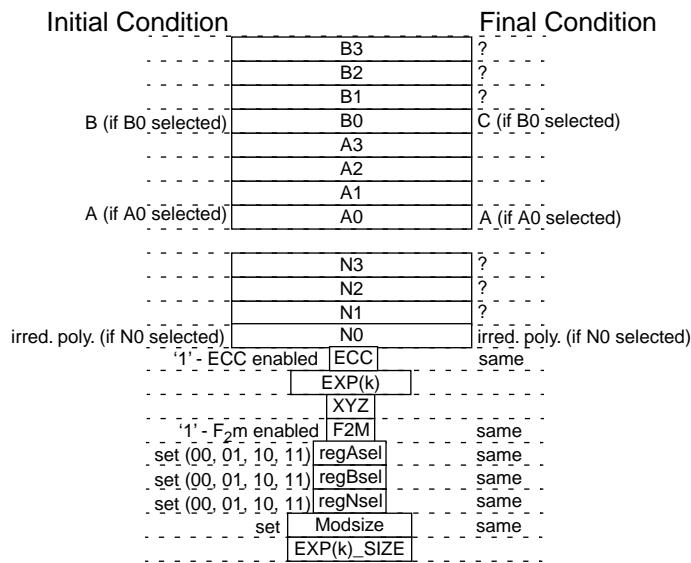 Initial Condition Final Condition
B3 ?
B2 ?
B1 ?
B (if B0 selected) B0 C (if B0 selected)
A3
A2
A1
A (if A0 selected) A0 A (if A0 selected)
N3 ?
N2 ?
N1 ?
irred. poly. (if N0 selected) N0 irred. poly. (if N0 selected)
‘1’ - ECC enabled ECC same
EXP(k)
XYZ
‘1’ - F2m enabled F2M same
set (00, 01, 10, 11) regAsel same
set (00, 01, 10, 11) regBsel same
set (00, 01, 10, 11) regNsel same
set Modsize same
EXP(k)_SIZE